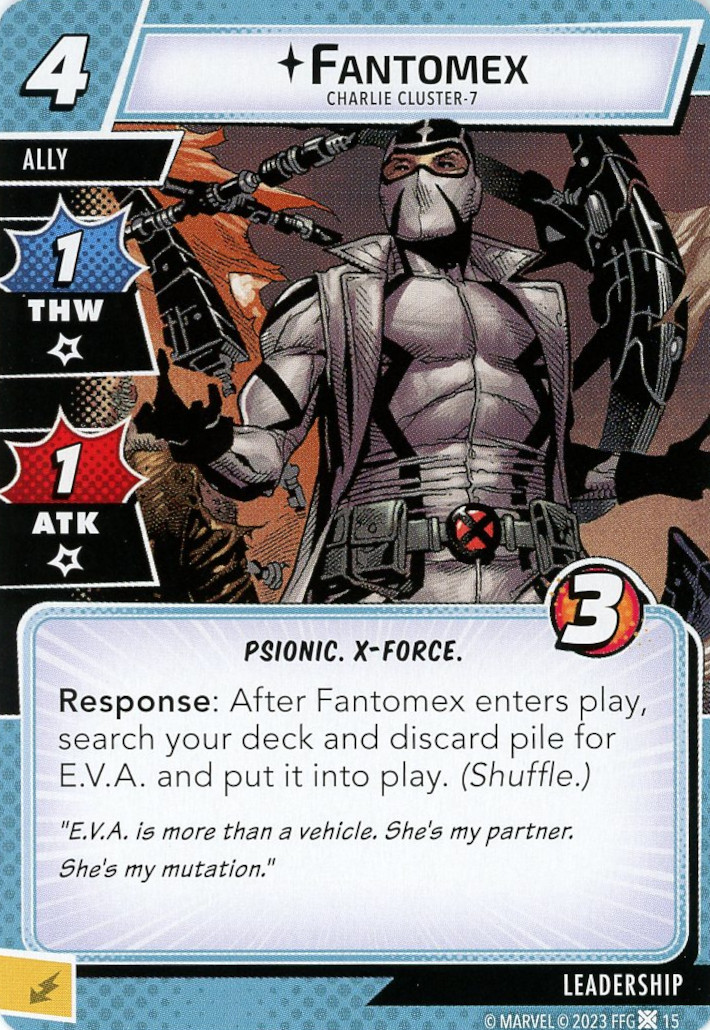 4
FANTOMEX
CHARLIE CLUSTER-7
ALLY
1
THW
1
ATK
3
PSIONIC. X-FORCE.
Response: After Fantomex enters play,
search your deck and discard pile for
E.V.A. and put it into play. (Shuffle.)
"E.V.A. is more than a vehicle. She's my partner.
She's my mutation."
LEADERSHIP
© MARVEL © 2023 FFG 15